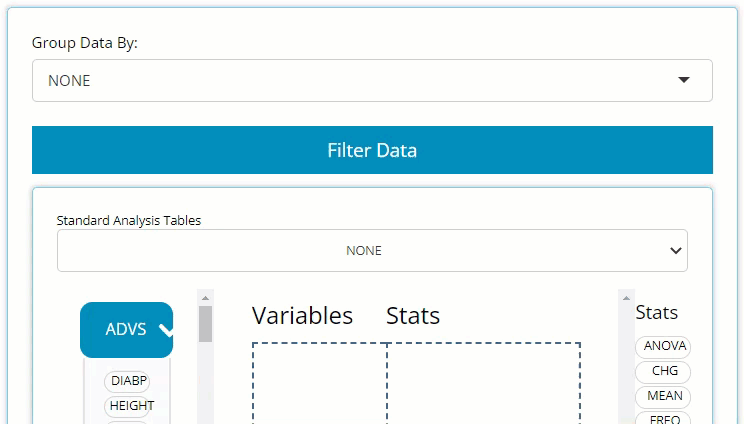 Group Data By:
NONE
Filter Data
Standard Analysis Tables
NONE
Variables Stats Stats
ADVS
ANOVA
CHG
DIABP
MEAN
HEIGHT
FREQ